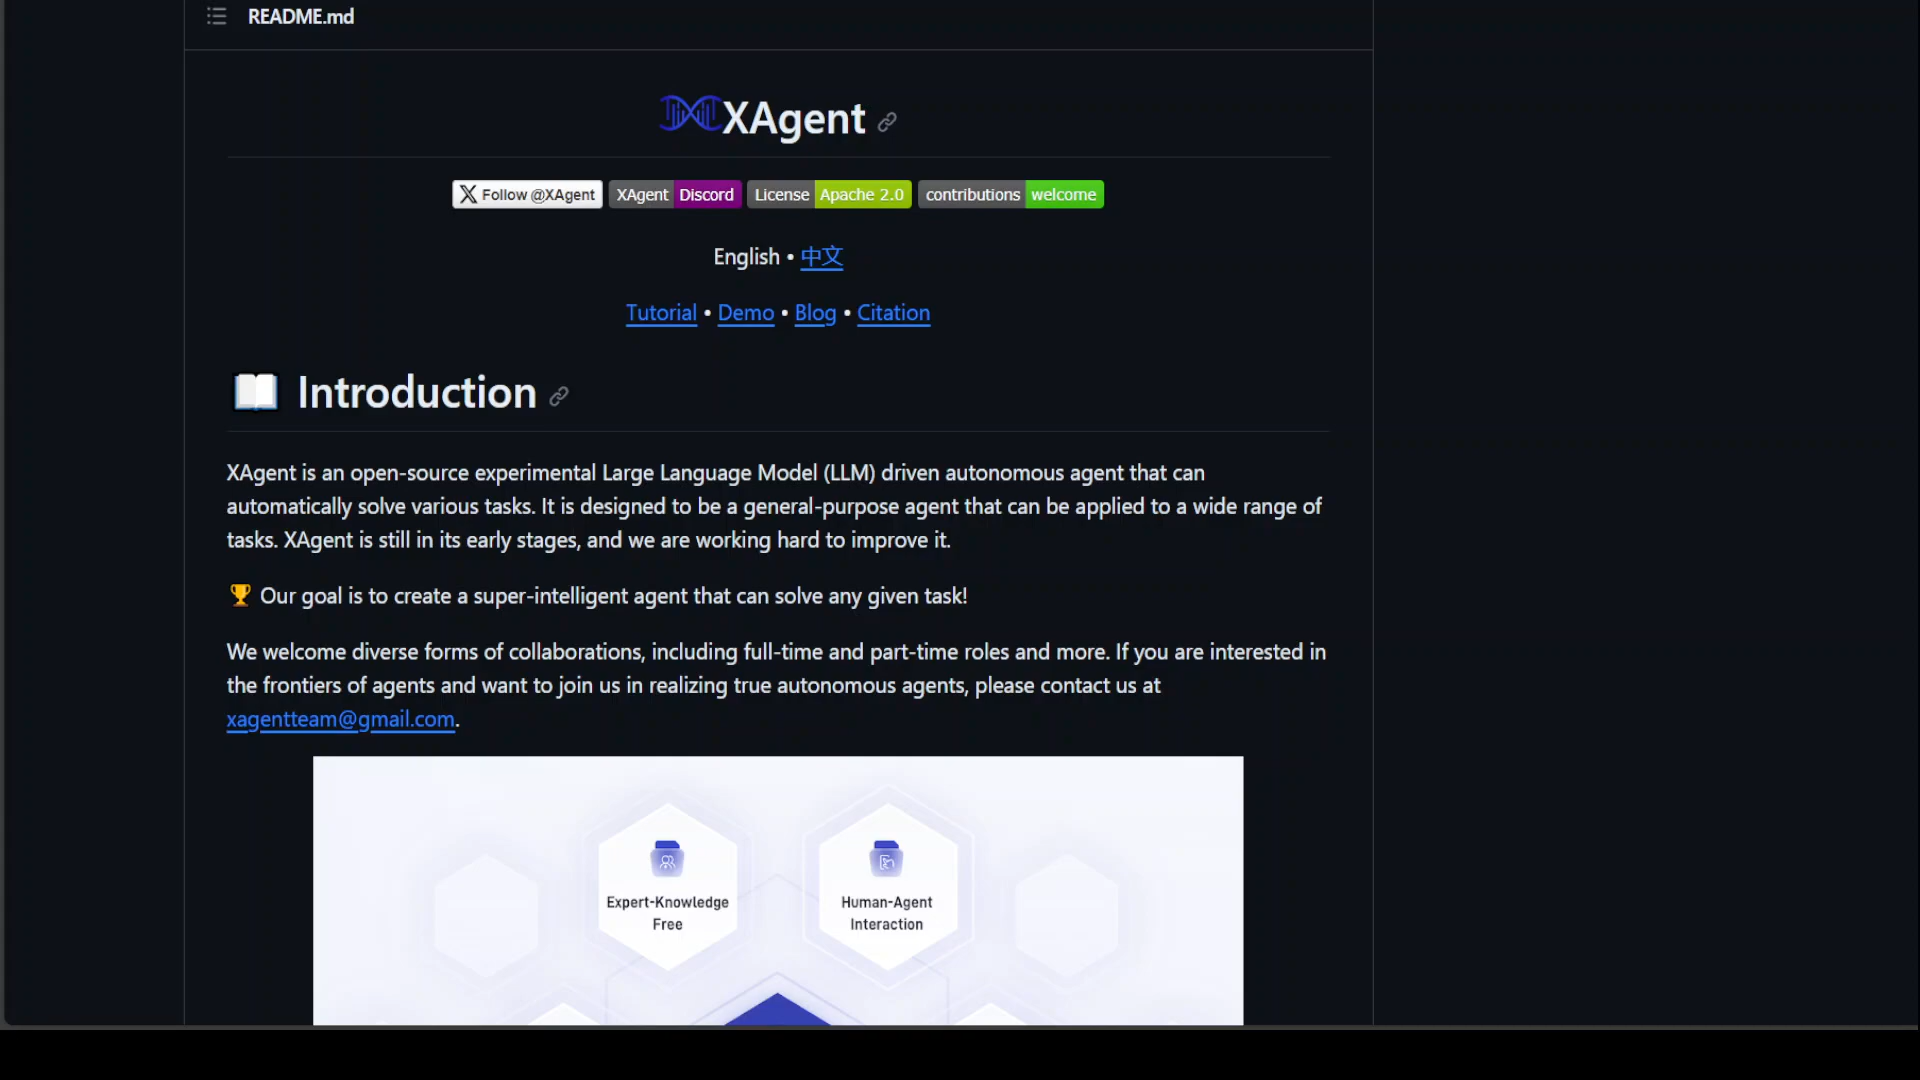 README.md
XAgent
Follow @XAgent XAgent Discord License Apache 2.0 contributions welcome
English • 中文
Tutorial • Demo • Blog • Citation
Introduction
XAgent is an open-source experimental Large Language Model (LLM) driven autonomous agent that can
automatically solve various tasks. It is designed to be a general-purpose agent that can be applied to a wide range of
tasks. XAgent is still in its early stages, and we are working hard to improve it.
🏆 Our goal is to create a super-intelligent agent that can solve any given task!
We welcome diverse forms of collaborations, including full-time and part-time roles and more. If you are interested in
the frontiers of agents and want to join us in realizing true autonomous agents, please contact us at
xagentteam@gmail.com.
Expert-Knowledge
Free
Human-Agent
Interaction